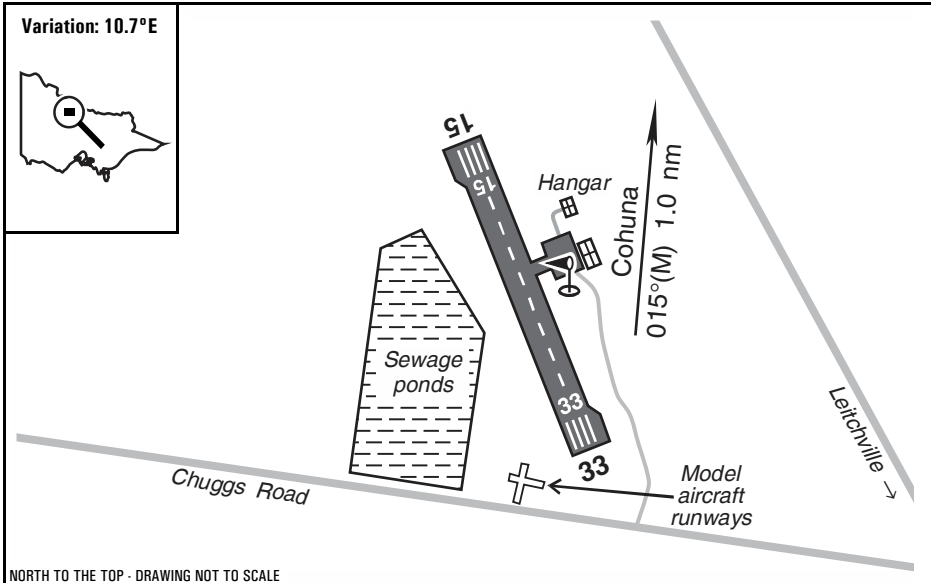 Variation: 10.7°E
15
15
Hangar
Cohuna
015°(M) 1.0 nm
Sewage
ponds
33
33
Leitchville →
Chuggs Road
Model
aircraft
runways
NORTH TO THE TOP - DRAWING NOT TO SCALE